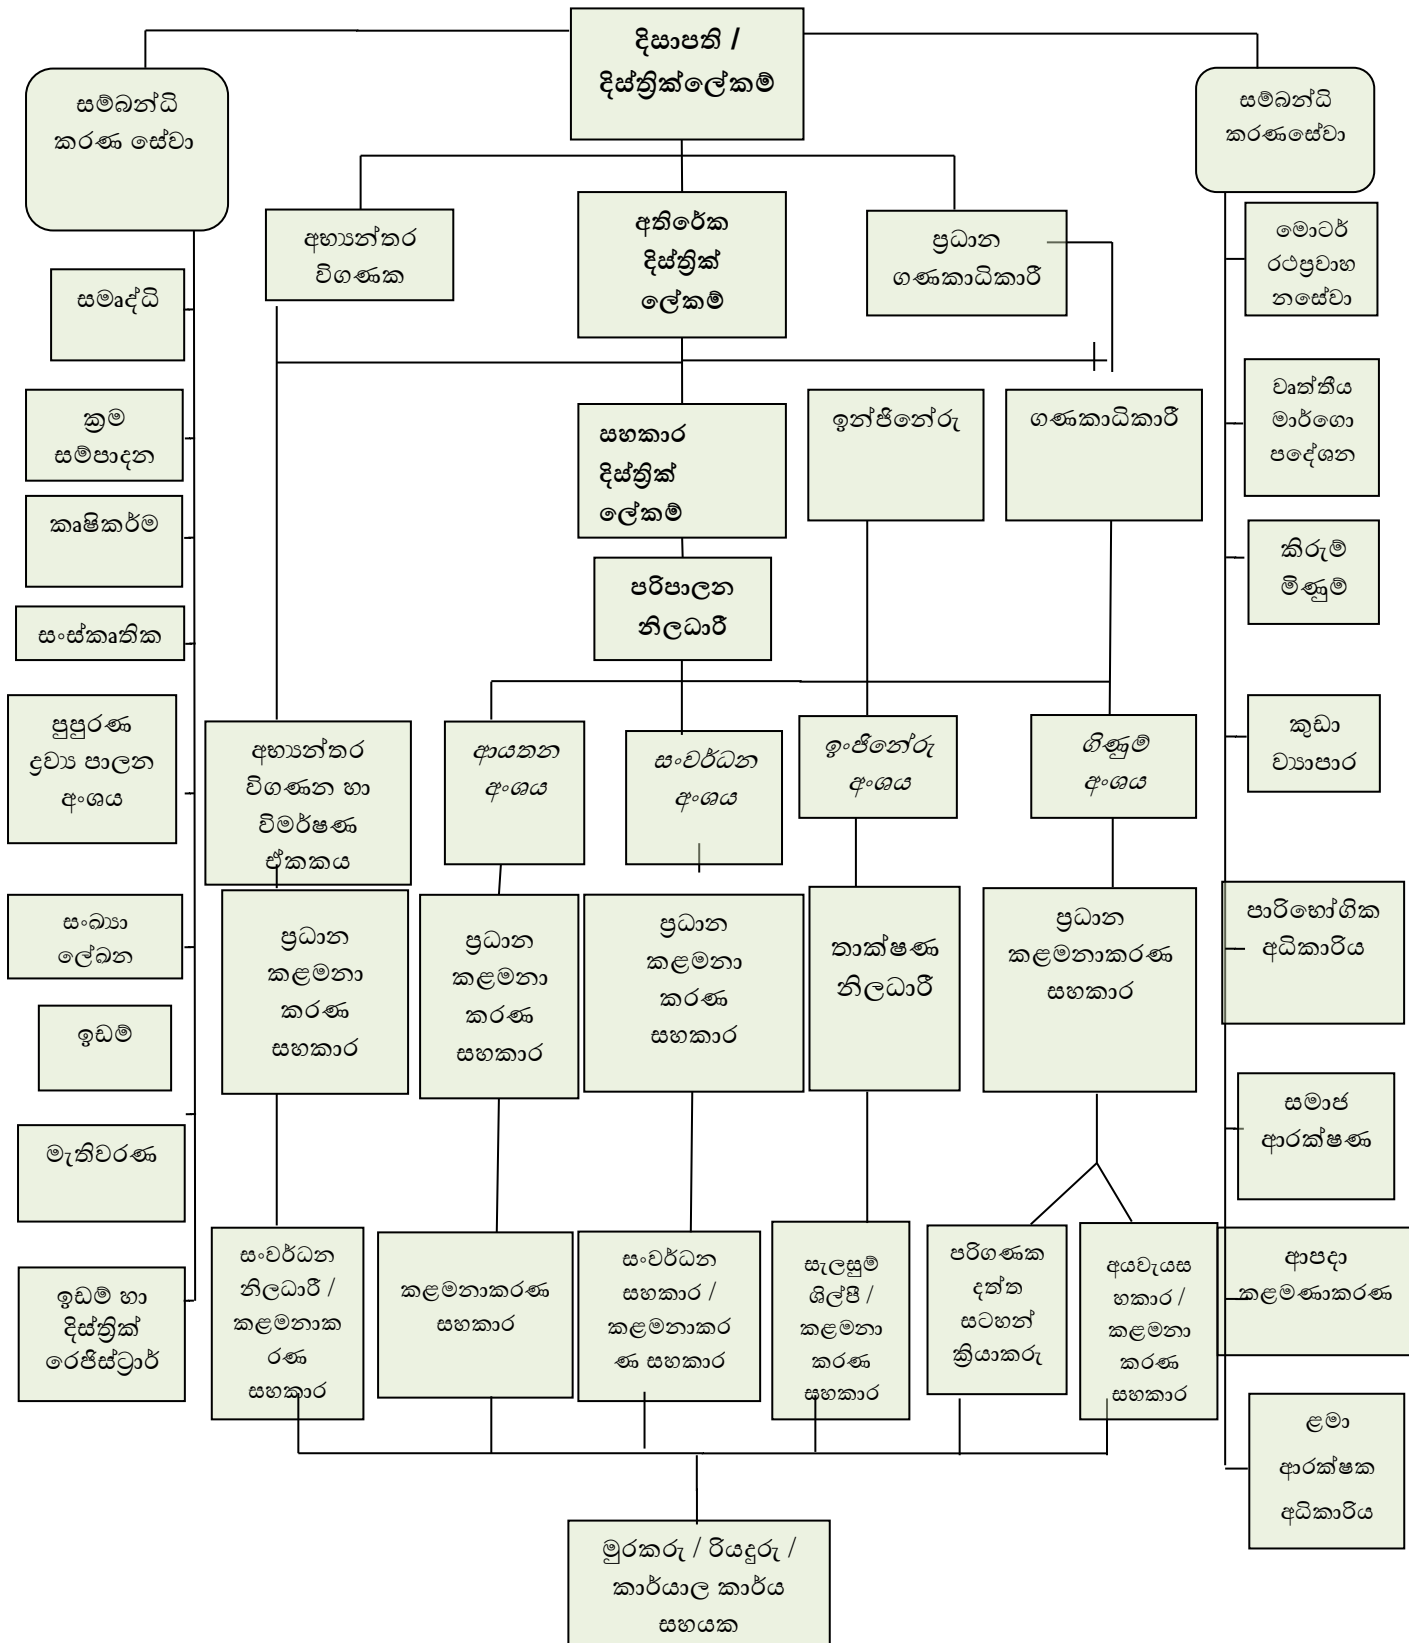 දිසාපති /
දිස්ත්‍රික්ලේකම්
සම්බන්ධි
කරණ සේවා
සම්බන්ධි
කරණසේවා
අභ්‍යන්තර
විගණක
අතිරේක
දිස්ත්‍රික්
ලේකම්
ප්‍රධාන
ගණකාධිකාරී
මොටර්
රථප්‍රවාහ
නසේවා
සමෘද්ධි
ක්‍රම
සම්පාදන
සහකාර
දිස්ත්‍රික්
ලේකම්
ඉන්ජිනේරු
ගණකාධිකාරී
වෘත්තීය
මාර්ගො
පදේශන
කෘෂිකර්ම
පරිපාලන
නිලධාරී
කිරුම්
මිණුම්
සංස්කෘතික
පුපුරණ
ද්‍රව්‍ය පාලන
අංශය
අභ්‍යන්තර
විගණන හා
විමර්ෂණ
ඒකකය
ආයතන
අංශය
සංවර්ධන
අංශය
ඉංජිනේරු
අංශය
ගිණුම්
අංශය
කුඩා
ව්‍යාපාර
සංඛ්‍යා
ලේඛන
ප්‍රධාන
කළමනා
කරණ
සහකාර
ප්‍රධාන
කළමනා
කරණ
සහකාර
ප්‍රධාන
කළමනා
කරණ
සහකාර
තාක්ෂණ
නිලධාරී
ප්‍රධාන
කළමනාකරණ
සහකාර
පාරිභෝගික
අධිකාරිය
ඉඩම්
මැතිවරණ
සමාජ
ආරක්ෂණ
ඉඩම් හා
දිස්ත්‍රික්
රෙජිස්ට්‍රාර්
සංවර්ධන
නිලධාරී /
කළමනාක
රණ
සහකාර
කළමනාකරණ
සහකාර
සංවර්ධන
සහකාර /
කළමනාකර
ණ සහකාර
සැලසුම්
ශිල්පී /
කළමනා
කරණ
සහකාර
පරිගණක
දත්ත
සටහන්
ක්‍රියාකරු
අයවැයස
හකාර /
කළමනා
කරණ
සහකාර
ආපදා
කළමණාකරණ
ළමා
ආරක්ෂක
අධිකාරිය
මුරකරු / රියදුරු /
කාර්යාල කාර්ය
සහයක